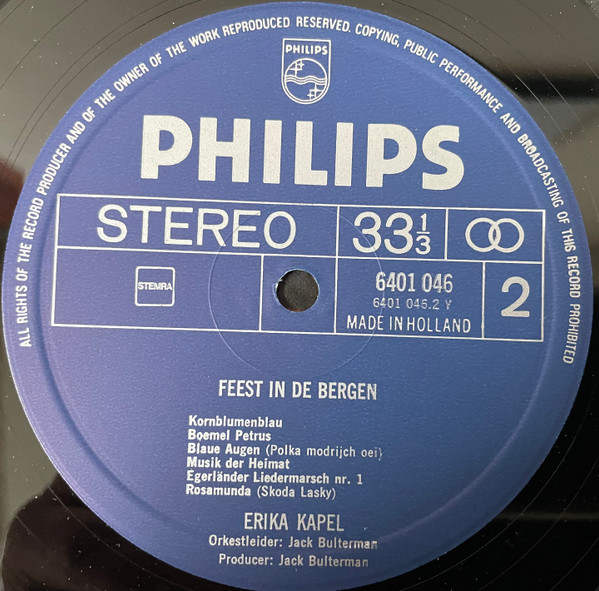 ALL RIGHTS OF THE RECORD PRODUCER AND OF THE OWNER OF THE WORK REPRODUCED RESERVED. COPYING, PUBLIC PERFORMANCE AND BROADCASTING OF THIS RECORD PROHIBITED
PHILIPS
PHILIPS
STEREO 33⅓
STEMRA 6401 046 2
6401 046.2 Y
MADE IN HOLLAND
FEEST IN DE BERGEN
Kornblumenblau
Boemel Petrus
Blaue Augen (Polka modrijch oei)
Musik der Heimat
Egerländer Liedermarsch nr. 1
Rosamunda (Skoda Lasky)
ERIKA KAPEL
Orkestleider: Jack Bulterman
Producer: Jack Bulterman